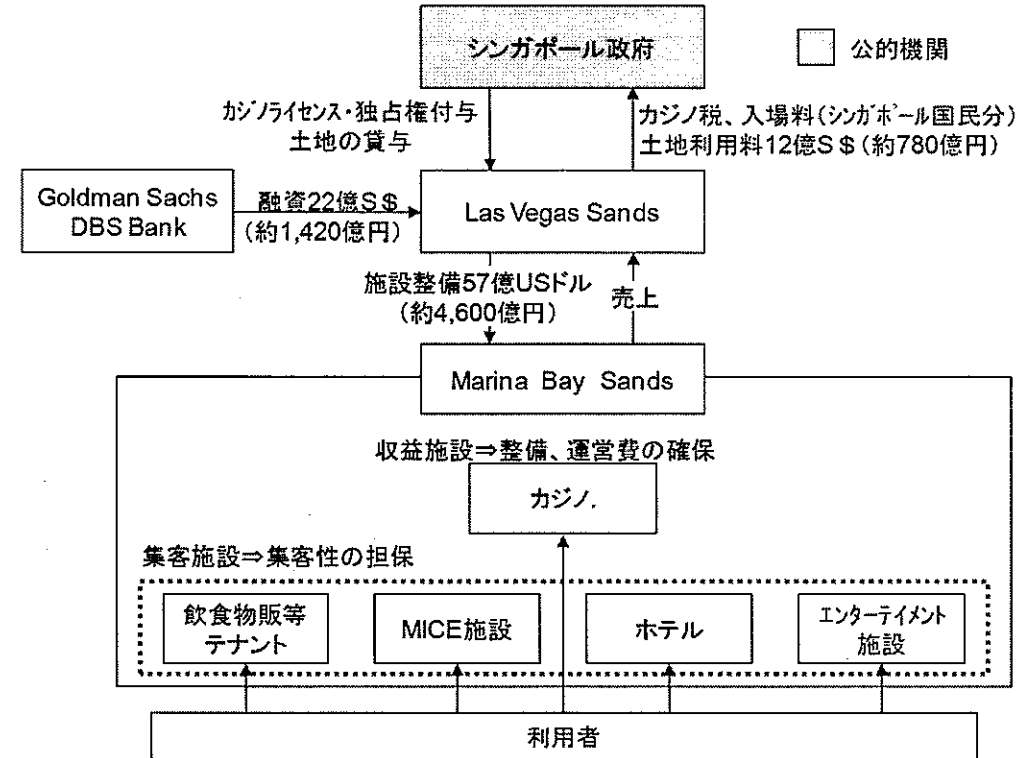 シンガポール政府
公的機関
カジノライセンス・独占権付与
土地の貸与
カジノ税、入場料(シンガポール国民分)
土地利用料12億S$(約780億円)
Goldman Sachs
DBS Bank
融資22億S$
(約1,420億円)
Las Vegas Sands
施設整備57億USドル
(約4,600億円)
売上
Marina Bay Sands
収益施設⇒整備、運営費の確保
カジノ.
集客施設⇒集客性の担保
飲食物販等
テナント
MICE施設
ホテル
エンターテイメント
施設
利用者